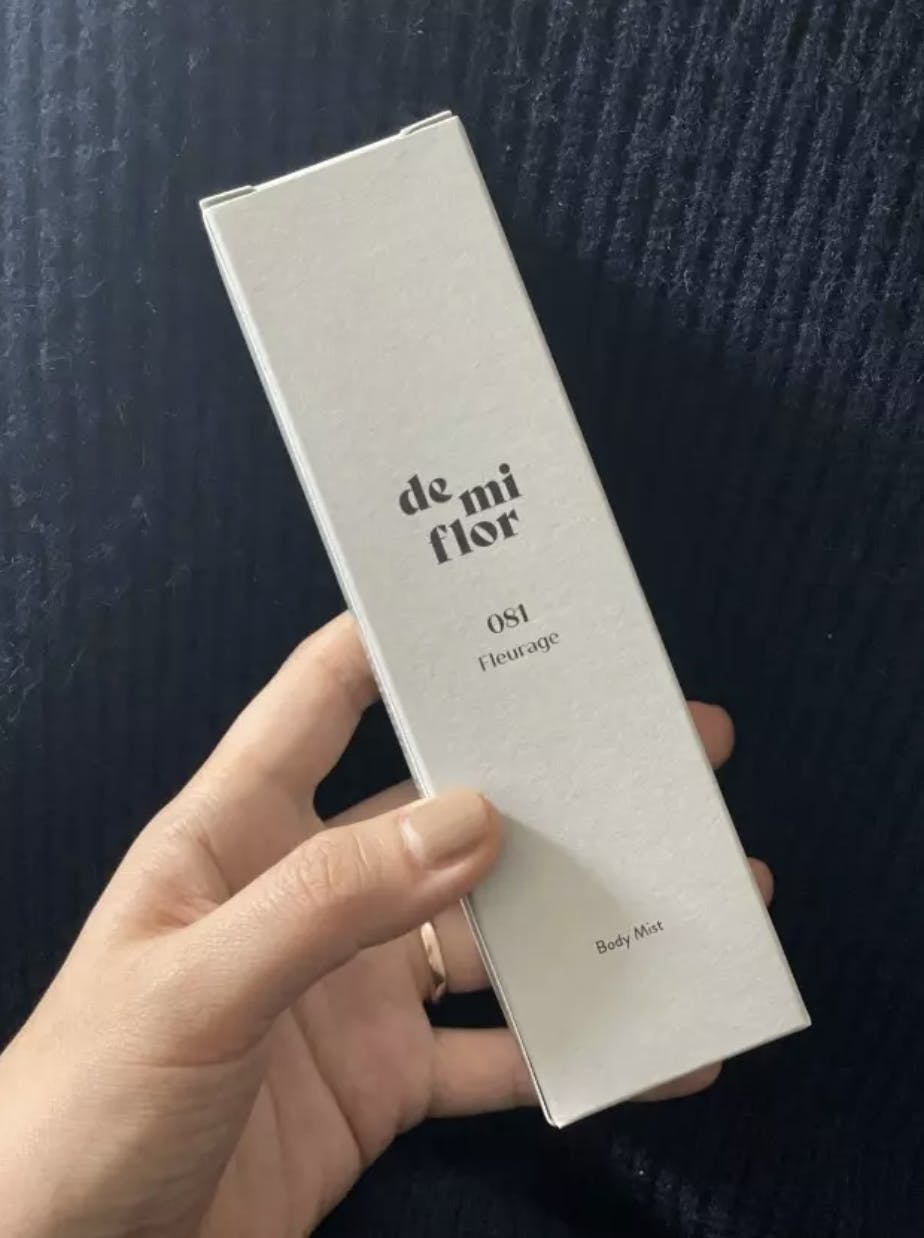 de mi
flor
081
Fleurage
Body Mist